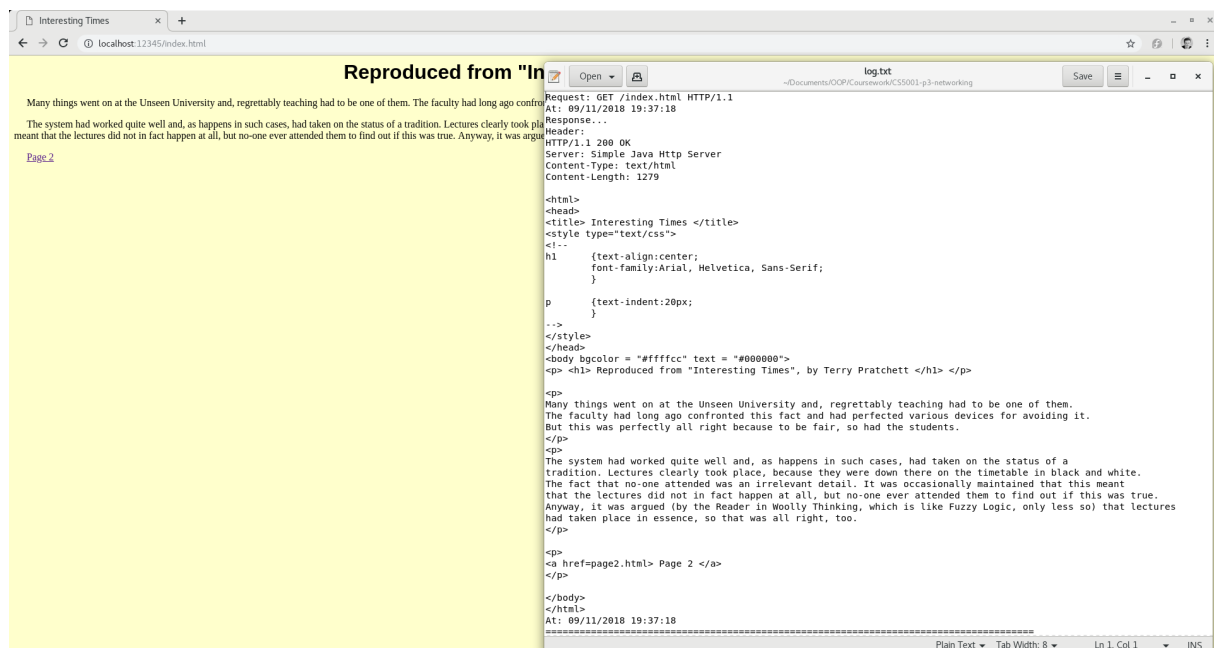 Interesting Times
localhost:12345/index.html
Reproduced from "In
Many things went on at the Unseen University and, regrettably teaching had to be one of them. The faculty had long ago confro
The system had worked quite well and, as happens in such cases, had taken on the status of a tradition. Lectures clearly took pla
meant that the lectures did not in fact happen at all, but no-one ever attended them to find out if this was true. Anyway, it was argue
Page 2
Open
log.txt
~/Documents/OOP/Coursework/CS5001-p3-networking
Save
Request: GET /index.html HTTP/1.1
At: 09/11/2018 19:37:18
Response...
Header:
HTTP/1.1 200 OK
Server: Simple Java Http Server
Content-Type: text/html
Content-Length: 1279
<html>
<head>
<title> Interesting Times </title>
<style type="text/css">
<!--
h1 {text-align:center;
font-family:Arial, Helvetica, Sans-Serif;
}
p {text-indent:20px;
}
-->
</style>
</head>
<body bgcolor = "#ffffcc" text = "#000000">
<p> <h1> Reproduced from "Interesting Times", by Terry Pratchett </h1> </p>
<p>
Many things went on at the Unseen University and, regrettably teaching had to be one of them.
The faculty had long ago confronted this fact and had perfected various devices for avoiding it.
But this was perfectly all right because to be fair, so had the students.
</p>
<p>
The system had worked quite well and, as happens in such cases, had taken on the status of a
tradition. Lectures clearly took place, because they were down there on the timetable in black and white.
The fact that no-one attended was an irrelevant detail. It was occasionally maintained that this meant
that the lectures did not in fact happen at all, but no-one ever attended them to find out if this was true.
Anyway, it was argued (by the Reader in Woolly Thinking, which is like Fuzzy Logic, only less so) that lectures
had taken place in essence, so that was all right, too.
</p>
<p>
<a href=page2.html> Page 2 </a>
</p>
</body>
</html>
At: 09/11/2018 19:37:18
==========================================================================================
Plain Text Tab Width: 8 Ln 1, Col 1 INS